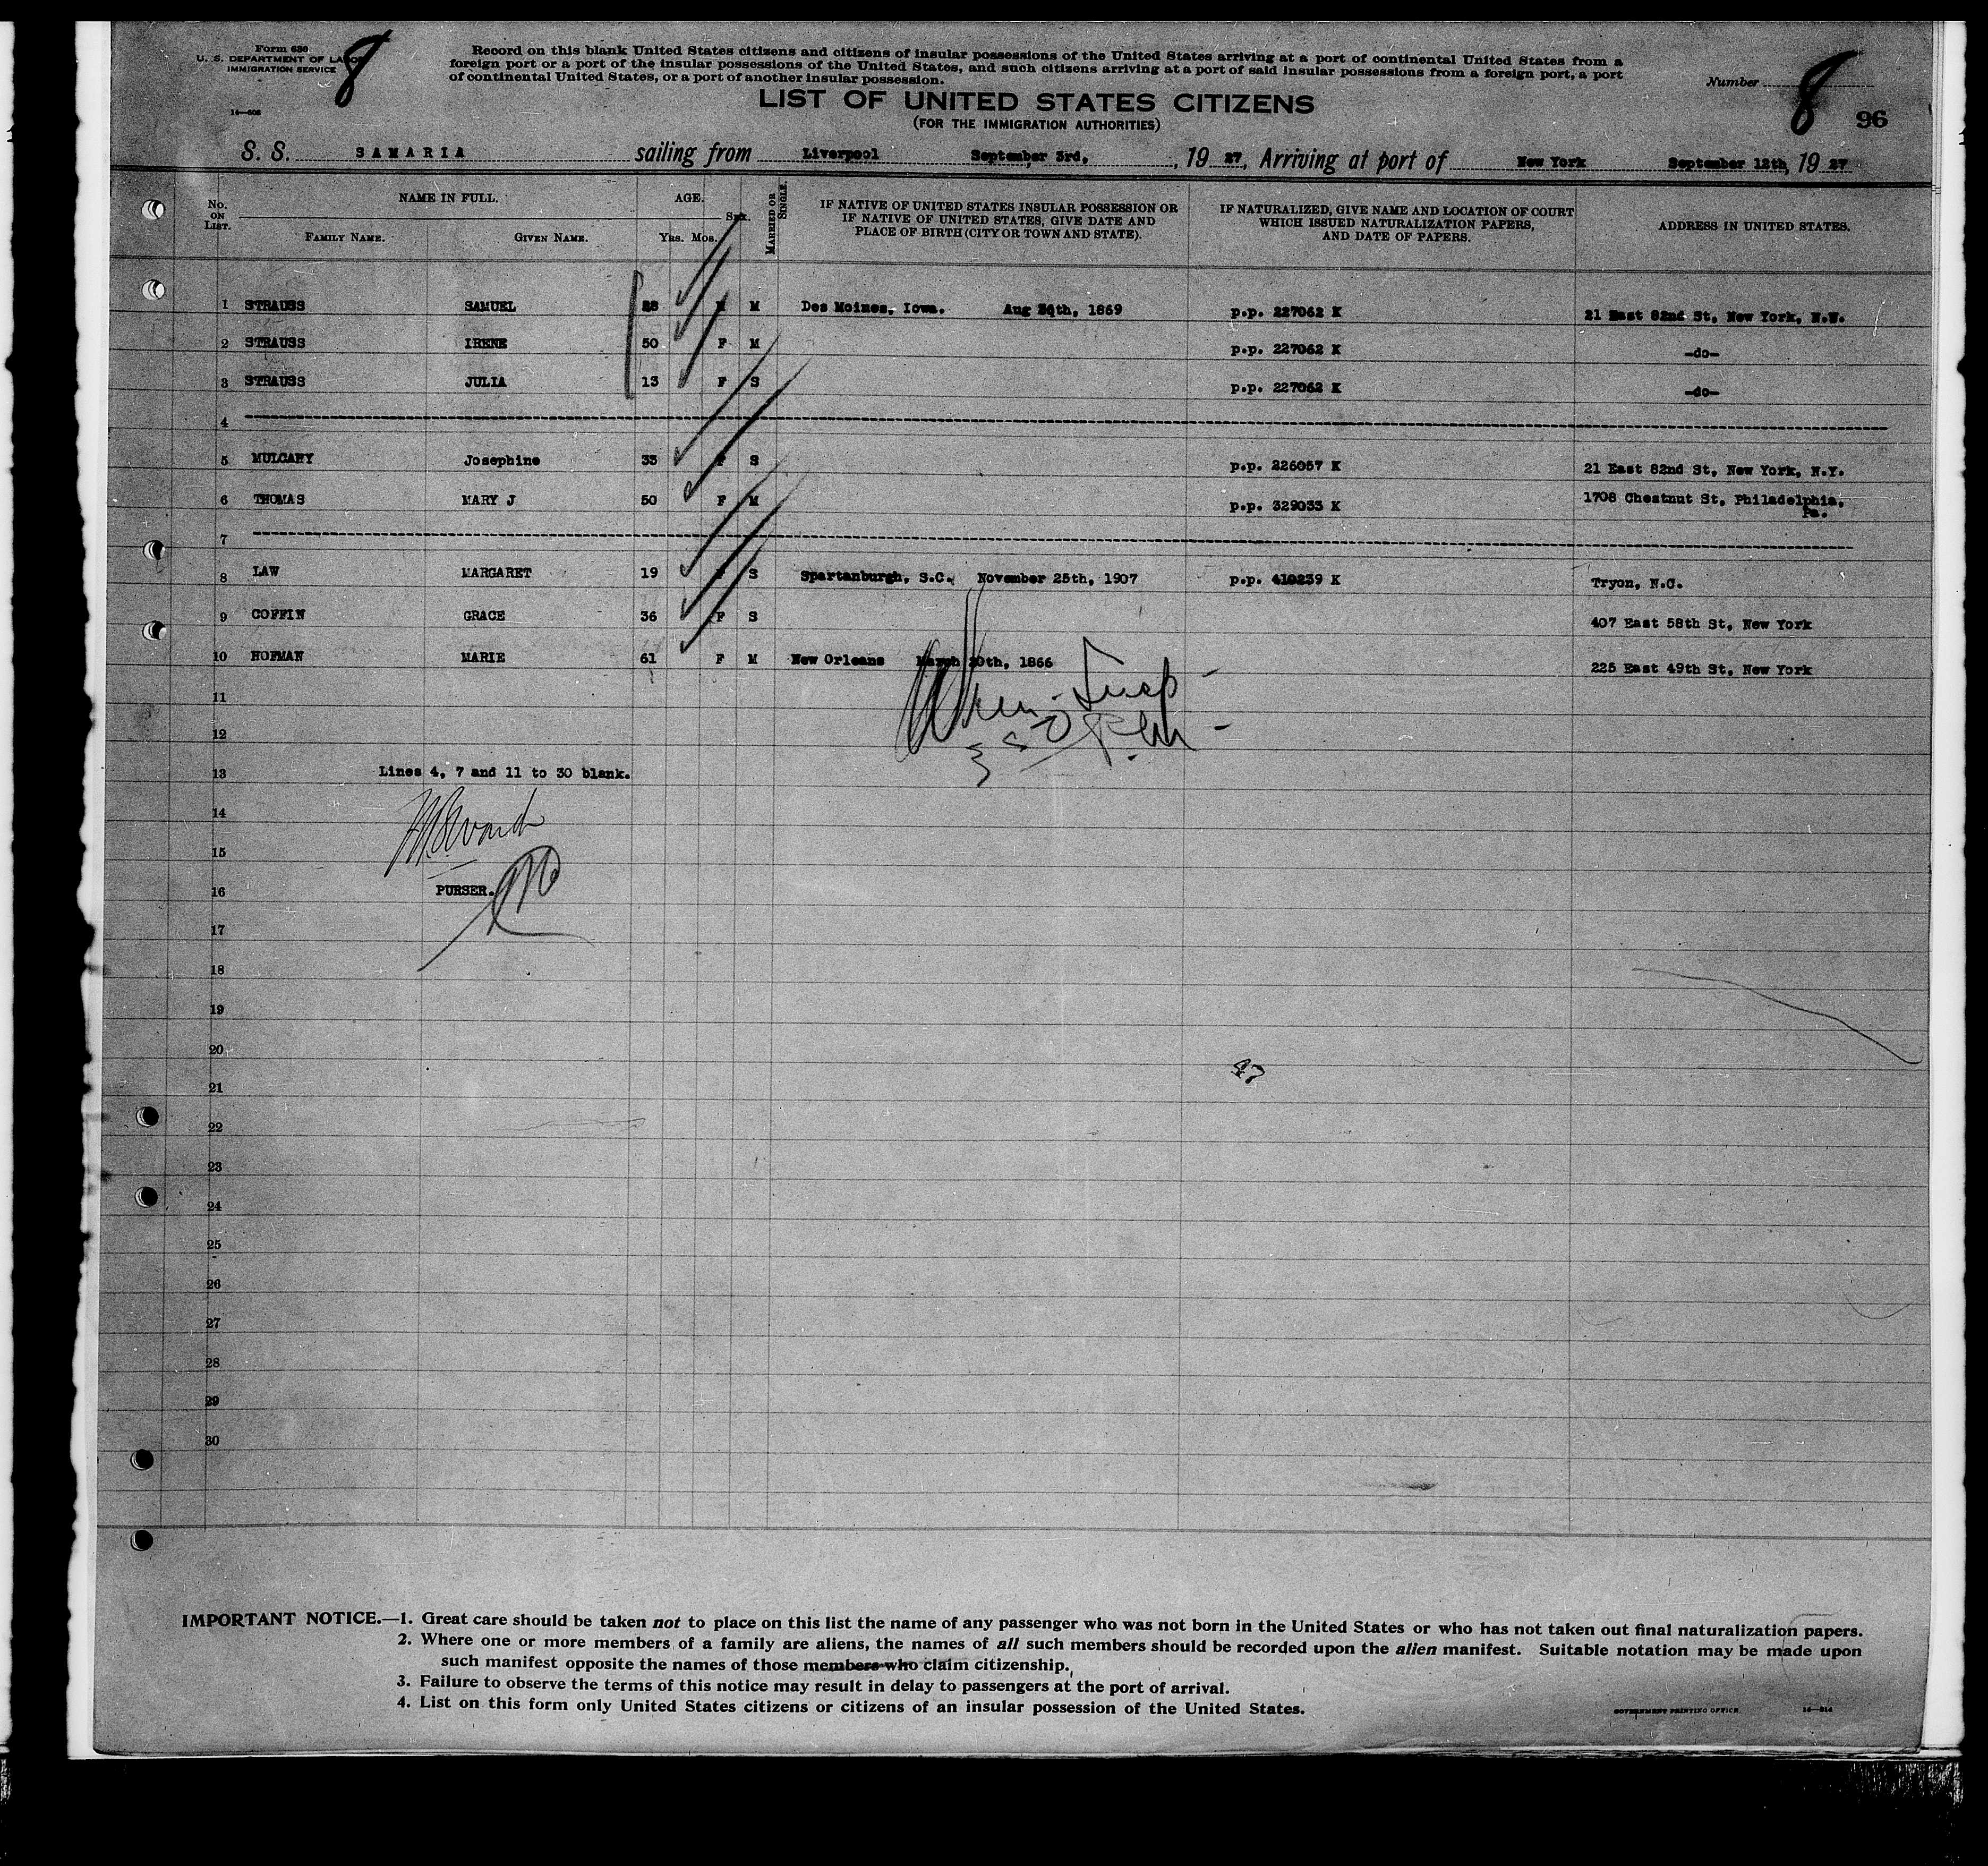 Form 630
U. S. DEPARTMENT OF LABOR
IMMIGRATION SERVICE
14—608
8
Record on this blank United States citizens and citizens of insular possessions of the United States arriving at a port of continental United States from a
foreign port or a port of the insular possessions of the United States, and such citizens arriving at a port of said insular possessions from a foreign port, a port
of continental United States, or a port of another insular possession.
Number 8
96
LIST OF UNITED STATES CITIZENS
(FOR THE IMMIGRATION AUTHORITIES)
S. S. SAMARIA sailing from Liverpool September 3rd, , 19 27, Arriving at port of New York September 12th, 19 27
No. ON LIST. NAME IN FULL. AGE. SEX. MARRIED OR SINGLE. IF NATIVE OF UNITED STATES INSULAR POSSESSION OR IF NATIVE OF UNITED STATES, GIVE DATE AND PLACE OF BIRTH (CITY OR TOWN AND STATE). IF NATURALIZED, GIVE NAME AND LOCATION OF COURT WHICH ISSUED NATURALIZATION PAPERS, AND DATE OF PAPERS. ADDRESS IN UNITED STATES.
FAMILY NAME. GIVEN NAME. Yrs. Mos.
1 STRAUSS SAMUEL M Des Moines, Iowa. Aug 1869 p.p. 227062 K 21 East 82nd St, New York,
2 STRAUSS IRENE 50 F M p.p. 227062 K -do-
3 STRAUSS JULIA 13 F S p.p. 227062 K -do-
4
5 MULCAHY Josephine 35 F S p.p. 226057 K 21 East 82nd St, New York, N.Y.
6 THOMAS MARY J 50 F M p.p. 329033 K 1708 Chestnut St, Philadelphia, Pa.
7
8 LAW MARGARET 19 F S Spartanburgh, S.C. November 25th, 1907 p.p. 410239 K Tryon, N.C.
9 COFFIN GRACE 36 F S 407 East 58th St, New York
10 HOFMAN MARIE 61 F M New Orleans March 1866 225 East 49th St, New York
11
12
13 Lines 4, 7 and 11 to 30 blank.
14
15
16 PURSER.
17
18
19
20
47
21
22
23
24
25
26
27
28
29
30
IMPORTANT NOTICE.—1. Great care should be taken not to place on this list the name of any passenger who was not born in the United States or who has not taken out final naturalization papers.
2. Where one or more members of a family are aliens, the names of all such members should be recorded upon the alien manifest. Suitable notation may be made upon
such manifest opposite the names of those members who claim citizenship.
3. Failure to observe the terms of this notice may result in delay to passengers at the port of arrival.
4. List on this form only United States citizens or citizens of an insular possession of the United States.
GOVERNMENT PRINTING OFFICE 14—314